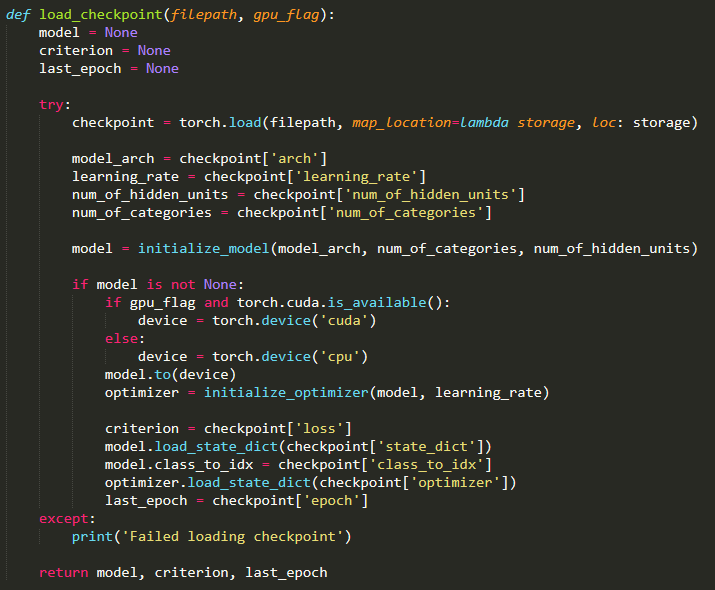 def load_checkpoint(filepath, gpu_flag):
    model = None
    criterion = None
    last_epoch = None

    try:
        checkpoint = torch.load(filepath, map_location=lambda storage, loc: storage)

        model_arch = checkpoint['arch']
        learning_rate = checkpoint['learning_rate']
        num_of_hidden_units = checkpoint['num_of_hidden_units']
        num_of_categories = checkpoint['num_of_categories']

        model = initialize_model(model_arch, num_of_categories, num_of_hidden_units)

        if model is not None:
            if gpu_flag and torch.cuda.is_available():
                device = torch.device('cuda')
            else:
                device = torch.device('cpu')
            model.to(device)
            optimizer = initialize_optimizer(model, learning_rate)

            criterion = checkpoint['loss']
            model.load_state_dict(checkpoint['state_dict'])
            model.class_to_idx = checkpoint['class_to_idx']
            optimizer.load_state_dict(checkpoint['optimizer'])
            last_epoch = checkpoint['epoch']
    except:
        print('Failed loading checkpoint')

    return model, criterion, last_epoch